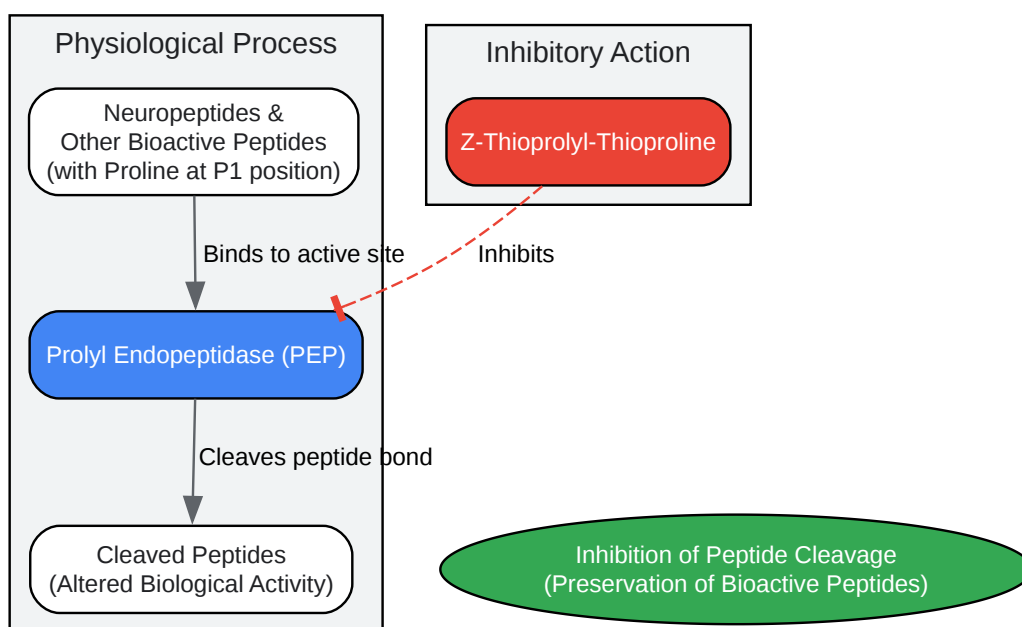 Physiological Process
Neuropeptides &
Other Bioactive Peptides
(with Proline at P1 position)
Binds to active site
Prolyl Endopeptidase (PEP)
Cleaves peptide bond
Cleaved Peptides
(Altered Biological Activity)
Inhibitory Action
Z-Thioprolyl-Thioproline
Inhibits
Inhibition of Peptide Cleavage
(Preservation of Bioactive Peptides)